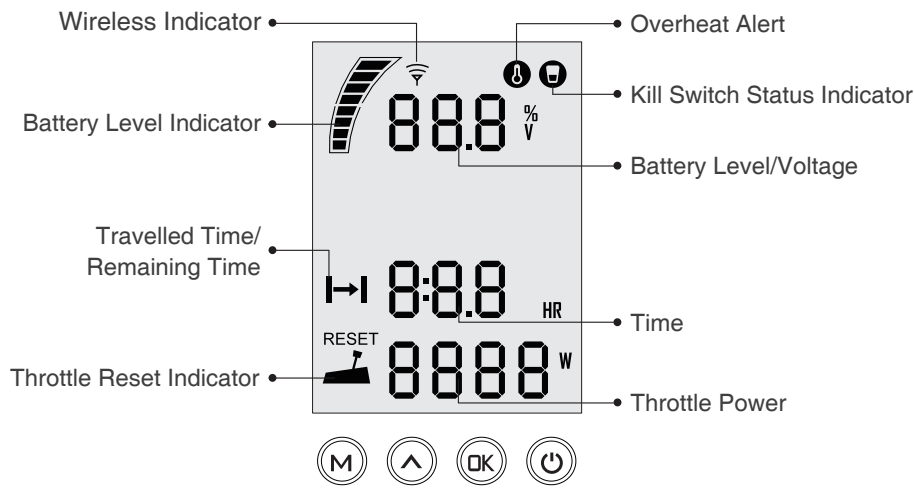 Wireless Indicator
Overheat Alert
Kill Switch Status Indicator
Battery Level Indicator
88.8 %
V
Battery Level/Voltage
Travelled Time/
Remaining Time
8:8.8 HR
Time
RESET
Throttle Reset Indicator
8888 W
Throttle Power
M OK